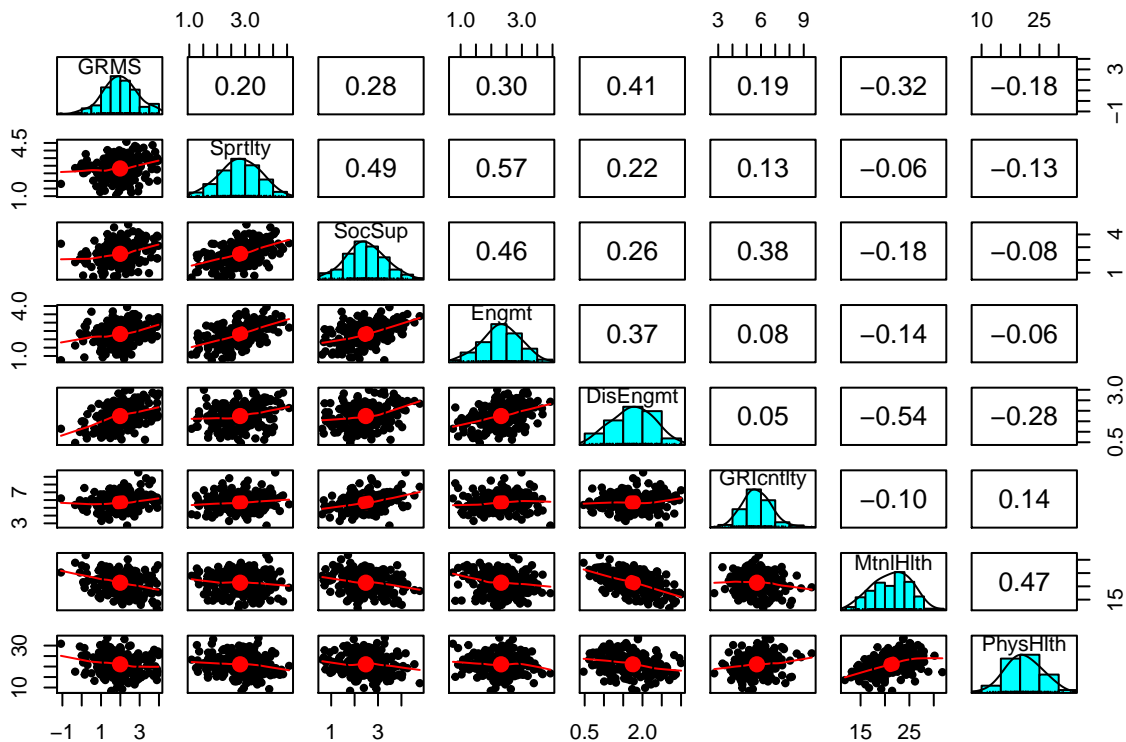 1.0 3.0 1.0 3.0 3 6 9 10 25
GRMS 0.20 0.28 0.30 0.41 0.19 −0.32 −0.18 −1 3
1.0 4.5 Sprtlty 0.49 0.57 0.22 0.13 −0.06 −0.13
SocSup 0.46 0.26 0.38 −0.18 −0.08 1 4
1.0 4.0 Engmt 0.37 0.08 −0.14 −0.06
DisEngmt 0.05 −0.54 −0.28 0.5 3.0
3 7 GRIcntlty −0.10 0.14
MtnlHlth 0.47 15
10 30 PhysHlth
−1 1 3 1 3 0.5 2.0 15 25